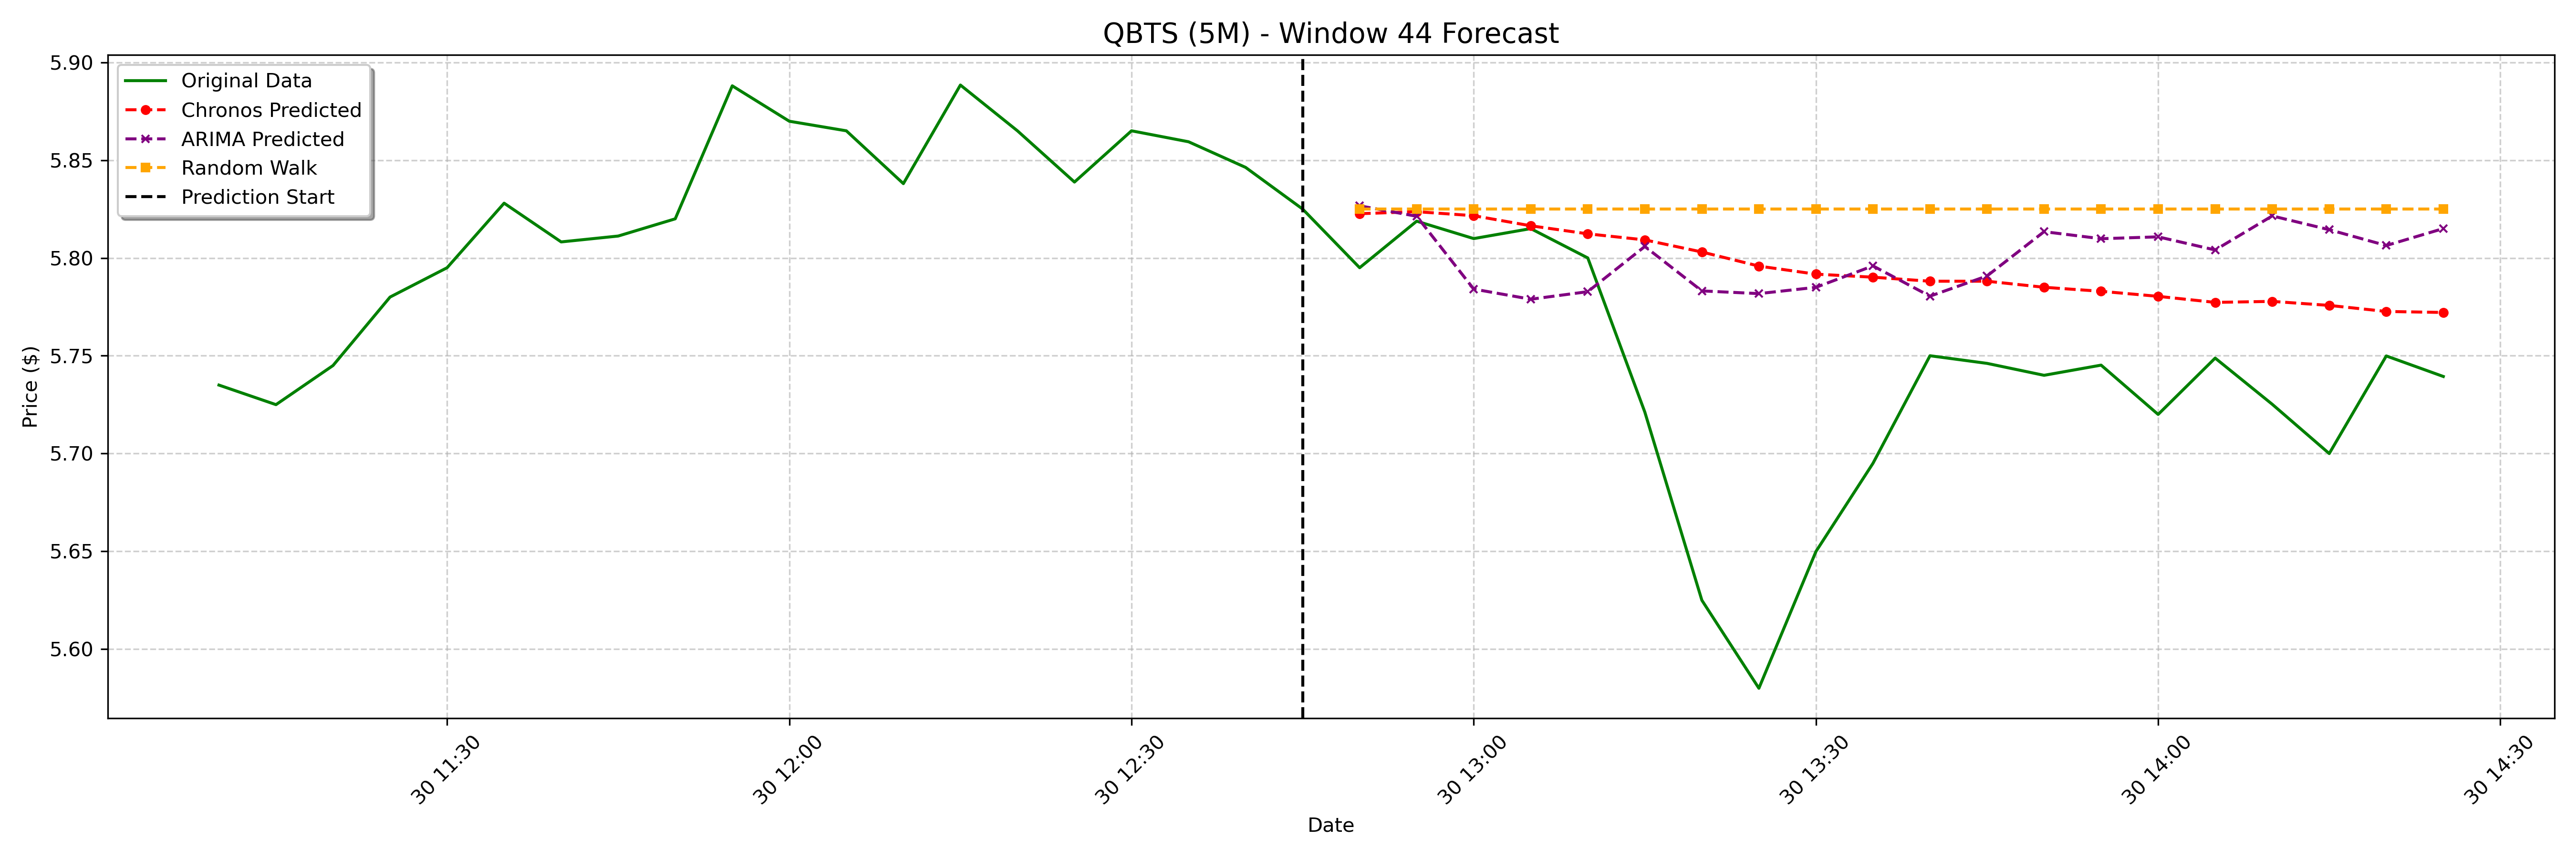 QBTS (5M) - Window 44 Forecast
Original Data
Chronos Predicted
ARIMA Predicted
Random Walk
Prediction Start
Price ($)
5.90
5.85
5.80
5.75
5.70
5.65
5.60
30 11:30
30 12:00
30 12:30
30 13:00
30 13:30
30 14:00
30 14:30
Date